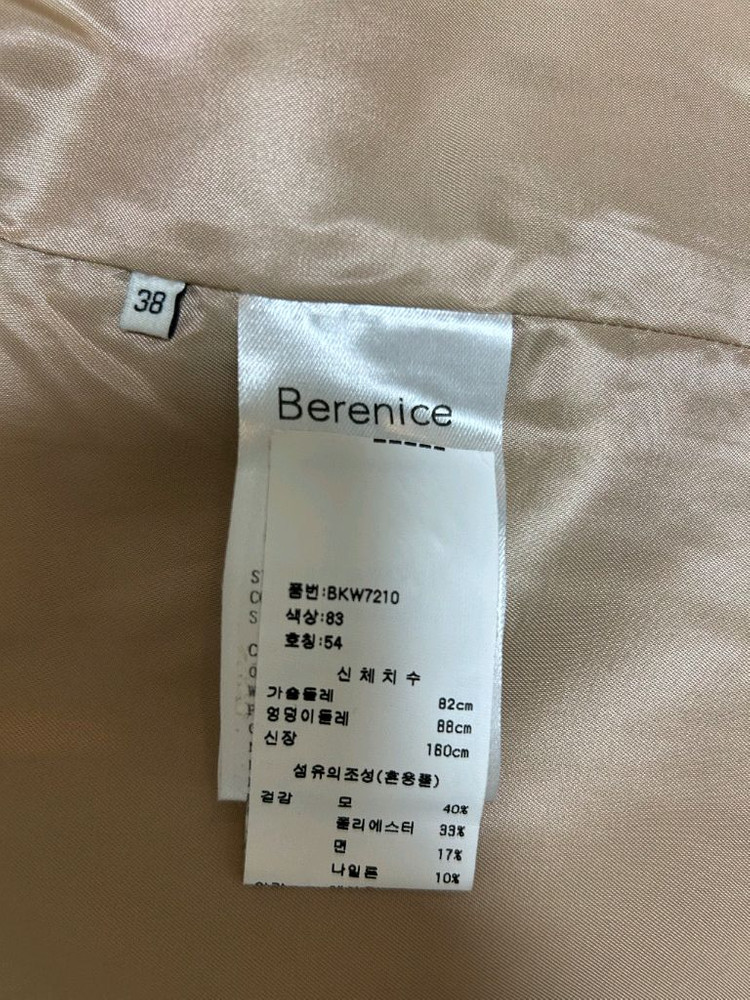 38
Berenice
품번:BKW7210
색상:83
호칭:54
신체치수
가슴둘레 82cm
엉덩이둘레 88cm
신장 160cm
섬유의조성(혼용률)
겉감 모 40%
폴리에스터 33%
면 17%
나일론 10%